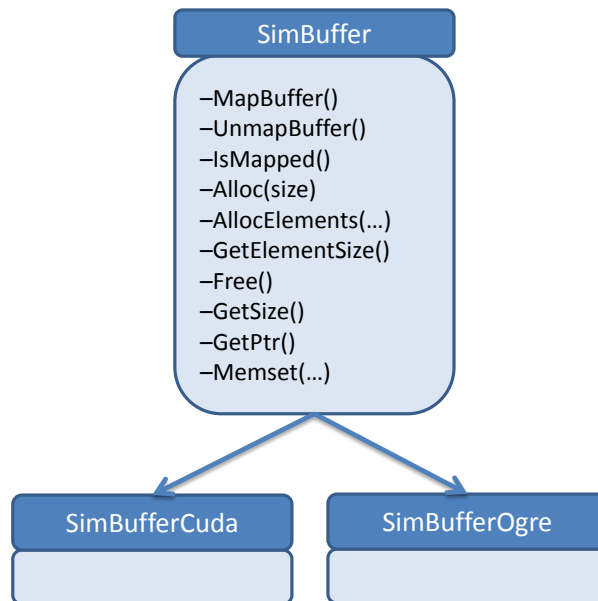 SimBuffer
–MapBuffer()
–UnmapBuffer()
–IsMapped()
–Alloc(size)
–AllocElements(…)
–GetElementSize()
–Free()
–GetSize()
–GetPtr()
–Memset(…)
SimBufferCuda
SimBufferOgre